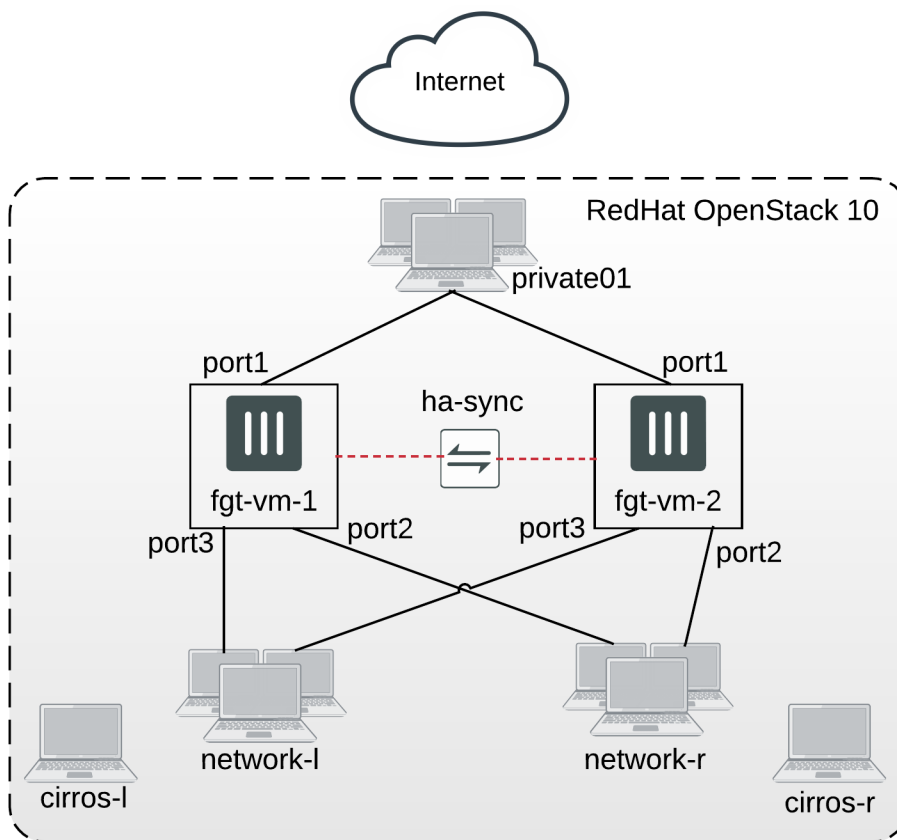 Internet
RedHat OpenStack 10
private01
port1
port1
ha-sync
fgt-vm-1
fgt-vm-2
port3
port2
port3
port2
network-l
network-r
cirros-l
cirros-r